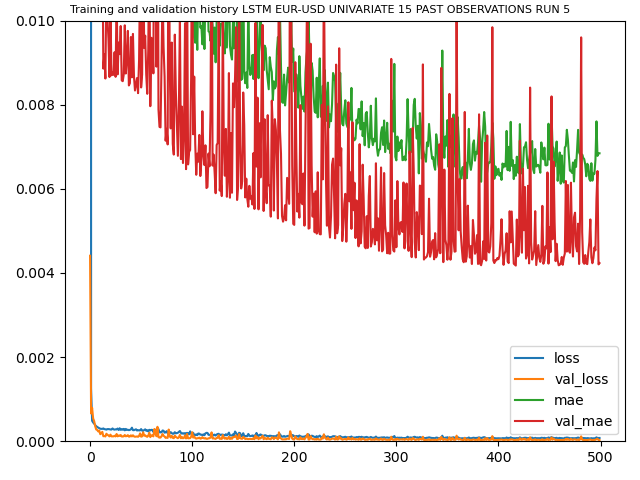 Training and validation history LSTM EUR-USD UNIVARIATE 15 PAST OBSERVATIONS RUN 5
0.010
0.008
0.006
0.004
0.002
0.000
0
100
200
300
400
500
loss
val_loss
mae
val_mae